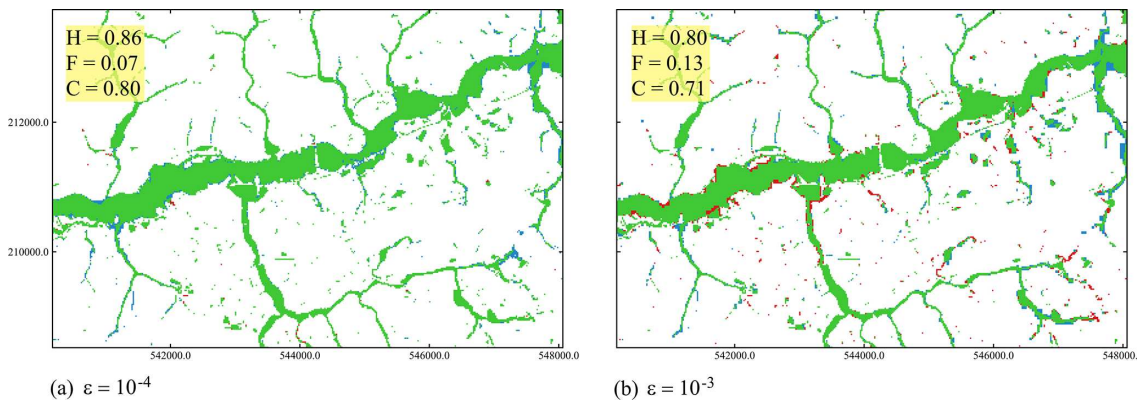 H = 0.86
F = 0.07
C = 0.80
212000.0
210000.0
542000.0 544000.0 546000.0 548000.0
(a) ε = 10⁻⁴
H = 0.80
F = 0.13
C = 0.71
542000.0 544000.0 546000.0 548000.0
(b) ε = 10⁻³